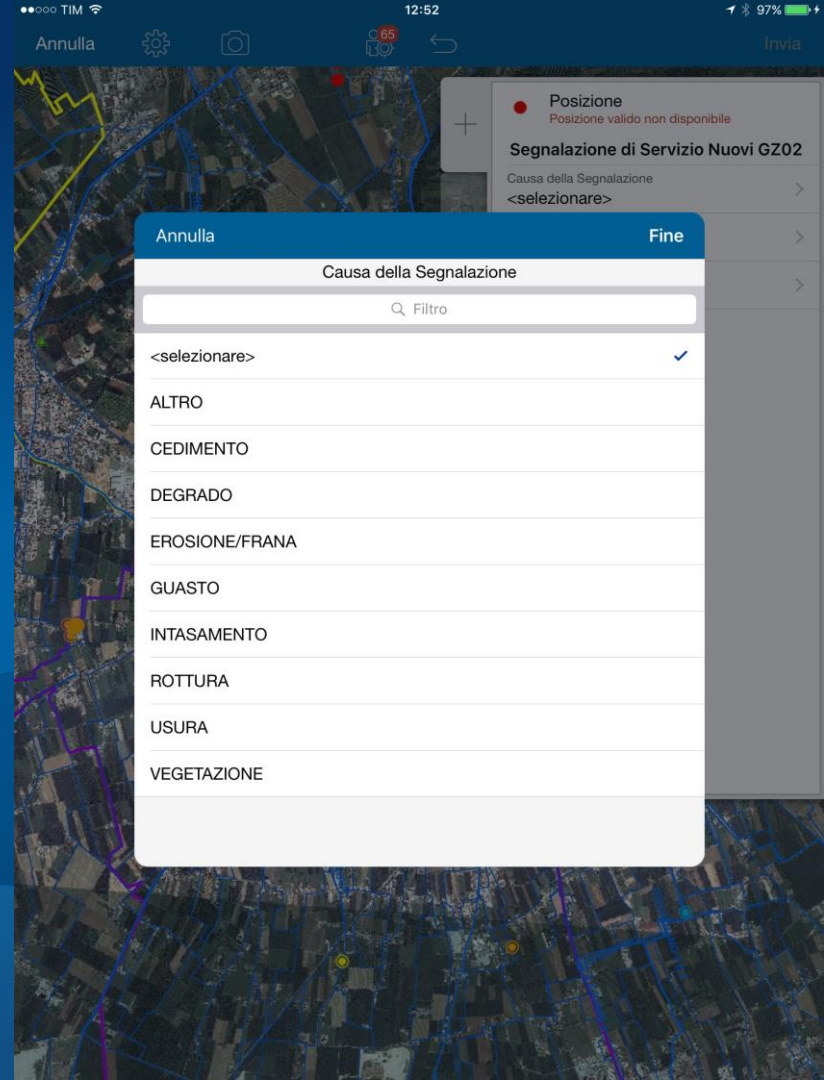 TIM 12:52 97%
Annulla 65 Invia
Posizione
Posizione valido non disponibile
Segnalazione di Servizio Nuovi GZ02
Causa della Segnalazione
<selezionare>
Annulla Fine
Causa della Segnalazione
Filtro
<selezionare>
ALTRO
CEDIMENTO
DEGRADO
EROSIONE/FRANA
GUASTO
INTASAMENTO
ROTTURA
USURA
VEGETAZIONE